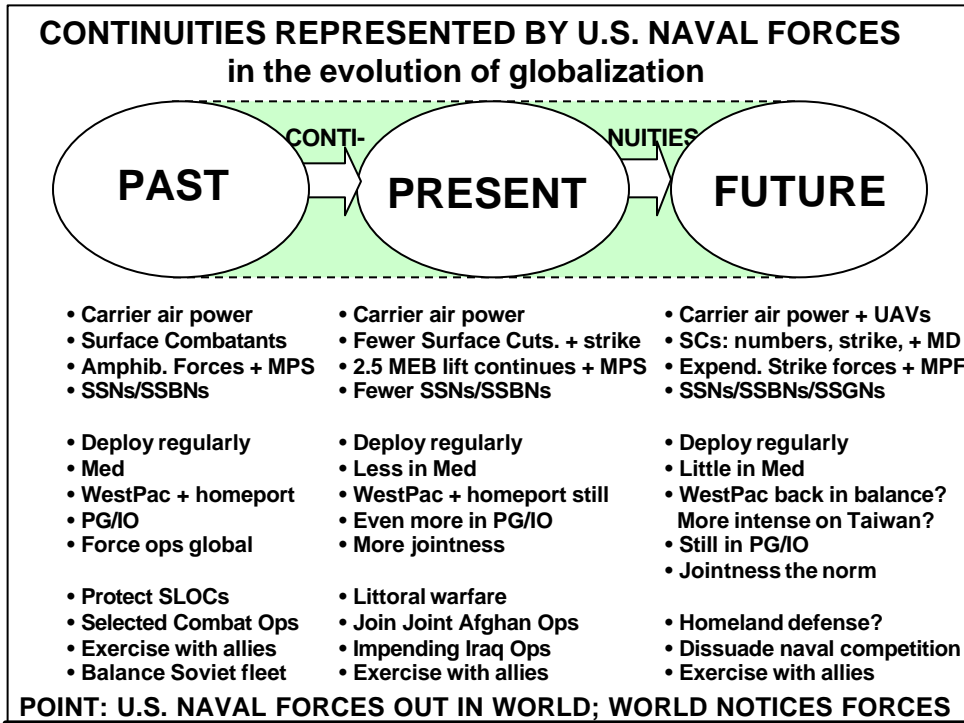 CONTINUITIES REPRESENTED BY U.S. NAVAL FORCES
in the evolution of globalization
CONTI-
NUITIES
PAST
PRESENT
FUTURE
• Carrier air power
• Surface Combatants
• Amphib. Forces + MPS
• SSNs/SSBNs
• Deploy regularly
• Med
• WestPac + homeport
• PG/IO
• Force ops global
• Protect SLOCs
• Selected Combat Ops
• Exercise with allies
• Balance Soviet fleet
• Carrier air power
• Fewer Surface Cuts. + strike
• 2.5 MEB lift continues + MPS
• Fewer SSNs/SSBNs
• Deploy regularly
• Less in Med
• WestPac + homeport still
• Even more in PG/IO
• More jointness
• Littoral warfare
• Join Joint Afghan Ops
• Impending Iraq Ops
• Exercise with allies
• Carrier air power + UAVs
• SCs: numbers, strike, + MD
• Expend. Strike forces + MPF
• SSNs/SSBNs/SSGNs
• Deploy regularly
• Little in Med
• WestPac back in balance?
More intense on Taiwan?
• Still in PG/IO
• Jointness the norm
• Homeland defense?
• Dissuade naval competition
• Exercise with allies
POINT: U.S. NAVAL FORCES OUT IN WORLD; WORLD NOTICES FORCES